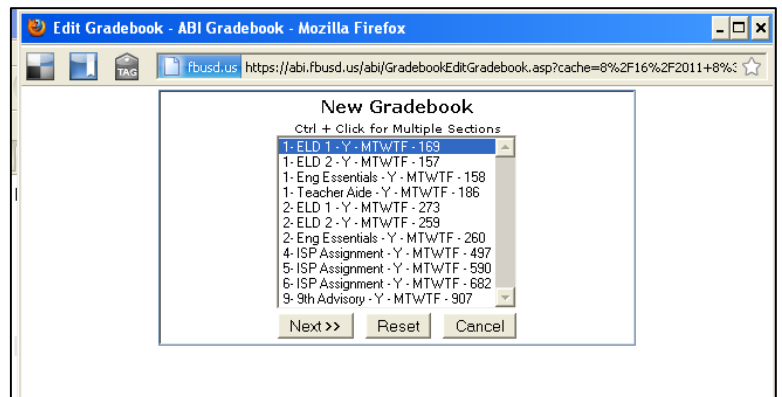 Edit Gradebook - ABI Gradebook - Mozilla Firefox
TAG
fbusd.us https://abi.fbusd.us/abi/GradebookEditGradebook.asp?cache=8%2F16%2F2011+8%3
New Gradebook
Ctrl + Click for Multiple Sections
1- ELD 1 - Y - MTWTF - 169
1- ELD 2 - Y - MTWTF - 157
1- Eng Essentials - Y - MTWTF - 158
1- Teacher Aide - Y - MTWTF - 186
2- ELD 1 - Y - MTWTF - 273
2- ELD 2 - Y - MTWTF - 259
2- Eng Essentials - Y - MTWTF - 260
4- ISP Assignment - Y - MTWTF - 497
5- ISP Assignment - Y - MTWTF - 590
6- ISP Assignment - Y - MTWTF - 682
9- 9th Advisory - Y - MTWTF - 907
Next >> Reset Cancel